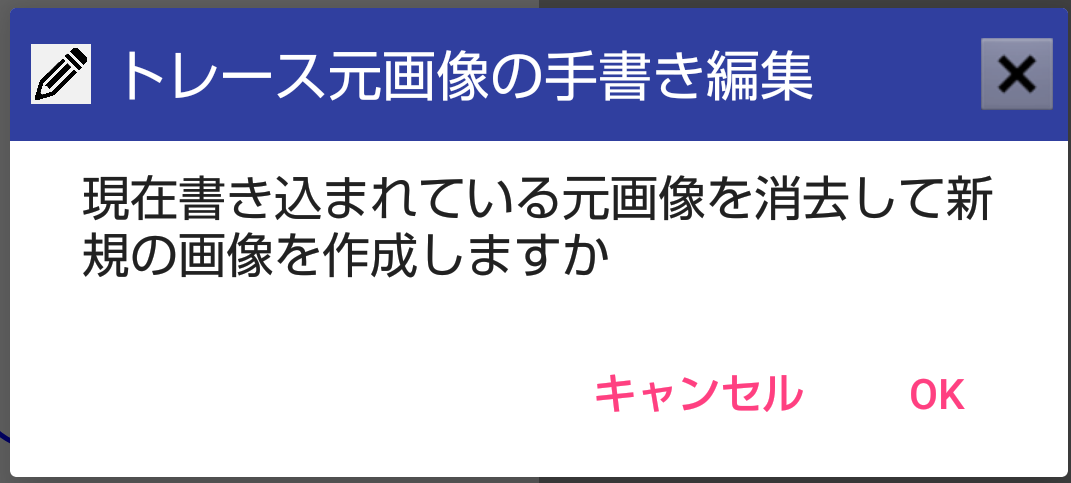 トレース元画像の手書き編集
現在書き込まれている元画像を消去して新
規の画像を作成しますか
キャンセル OK